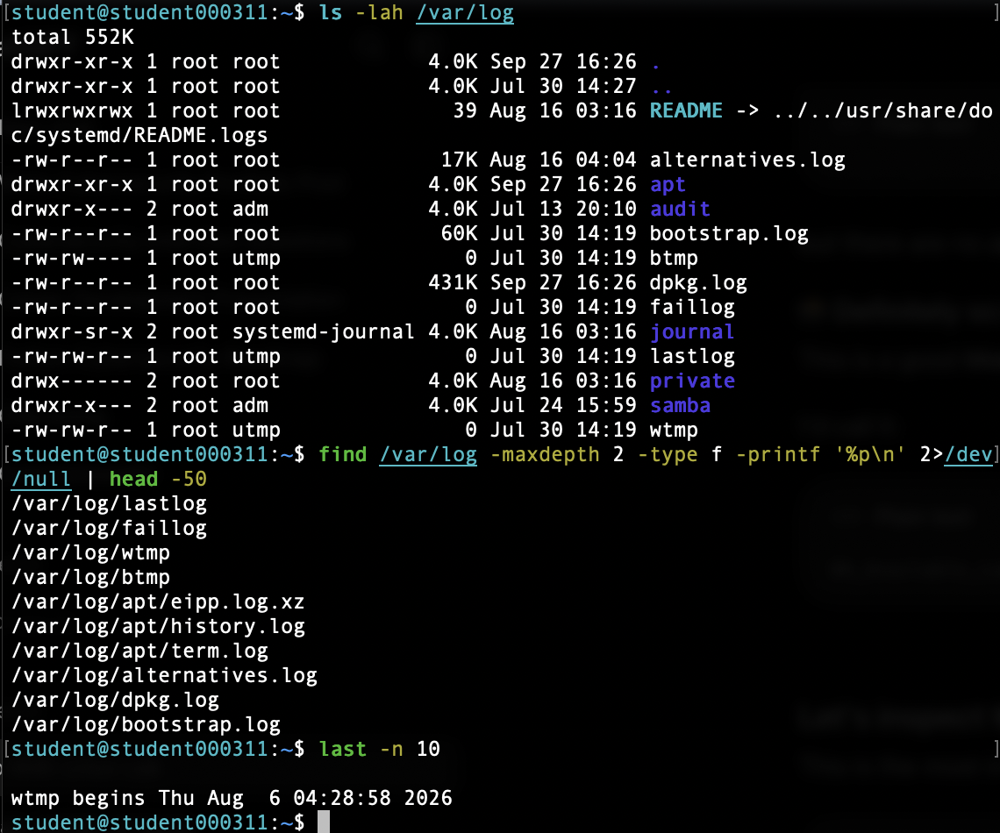 [student@student000311:~$ ls -lah /var/log ]
total 552K
drwxr-xr-x 1 root root            4.0K Sep 27 16:26 .
drwxr-xr-x 1 root root            4.0K Jul 30 14:27 ..
lrwxrwxrwx 1 root root              39 Aug 16 03:16 README -> ../../usr/share/do
c/systemd/README.logs
-rw-r--r-- 1 root root             17K Aug 16 04:04 alternatives.log
drwxr-xr-x 1 root root            4.0K Sep 27 16:26 apt
drwxr-x--- 2 root adm             4.0K Jul 13 20:10 audit
-rw-r--r-- 1 root root             60K Jul 30 14:19 bootstrap.log
-rw-rw---- 1 root utmp               0 Jul 30 14:19 btmp
-rw-r--r-- 1 root root            431K Sep 27 16:26 dpkg.log
-rw-r--r-- 1 root root               0 Jul 30 14:19 faillog
drwxr-sr-x 2 root systemd-journal 4.0K Aug 16 03:16 journal
-rw-rw-r-- 1 root utmp               0 Jul 30 14:19 lastlog
drwx------ 2 root root            4.0K Aug 16 03:16 private
drwxr-x--- 2 root adm             4.0K Jul 24 15:59 samba
-rw-rw-r-- 1 root utmp               0 Jul 30 14:19 wtmp
[student@student000311:~$ find /var/log -maxdepth 2 -type f -printf '%p\n' 2>/dev]
/null | head -50
/var/log/lastlog
/var/log/faillog
/var/log/wtmp
/var/log/btmp
/var/log/apt/eipp.log.xz
/var/log/apt/history.log
/var/log/apt/term.log
/var/log/alternatives.log
/var/log/dpkg.log
/var/log/bootstrap.log
[student@student000311:~$ last -n 10 ]
wtmp begins Thu Aug  6 04:28:58 2026
student@student000311:~$